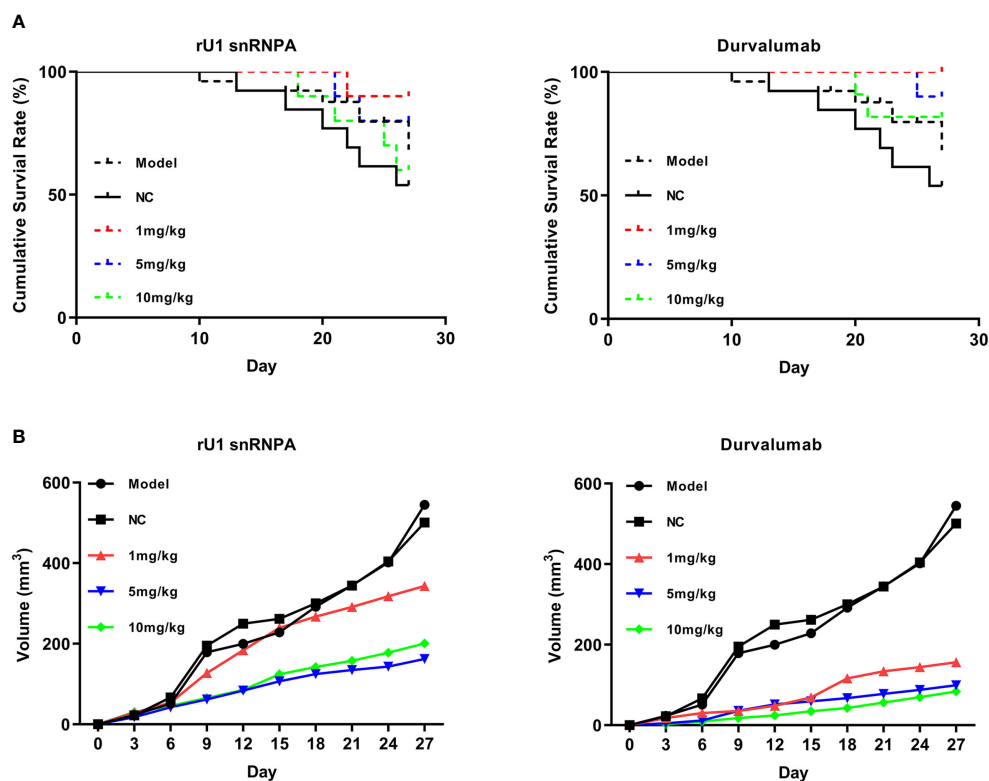 A
rU1 snRNPA
Durvalumab
Cumulative Survial Rate (%)
100
50
0
Model
NC
1mg/kg
5mg/kg
10mg/kg
0 10 20 30
Day
Cumulative Survial Rate (%)
100
50
0
Model
NC
1mg/kg
5mg/kg
10mg/kg
0 10 20 30
Day
B
rU1 snRNPA
Durvalumab
Volume (mm³)
600
400
200
0
Model
NC
1mg/kg
5mg/kg
10mg/kg
0 3 6 9 12 15 18 21 24 27
Day
Volume (mm³)
600
400
200
0
Model
NC
1mg/kg
5mg/kg
10mg/kg
0 3 6 9 12 15 18 21 24 27
Day